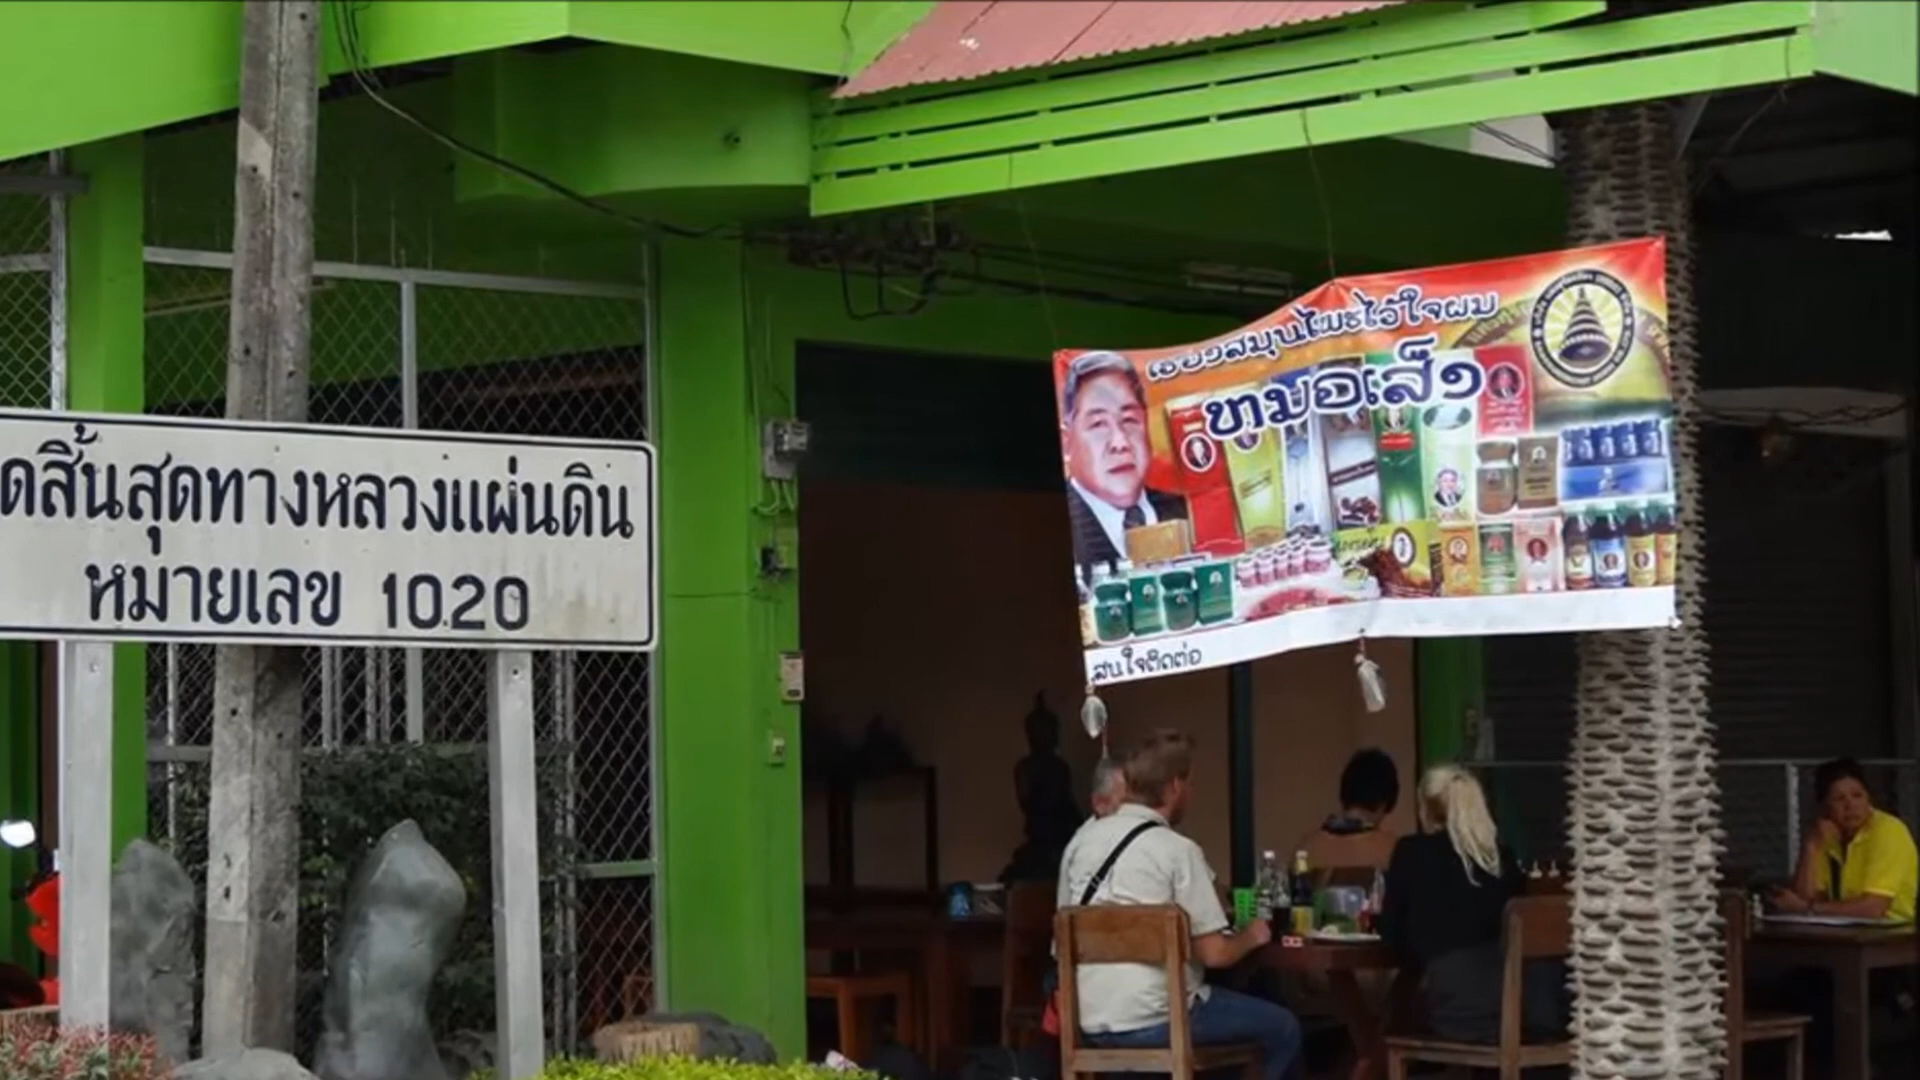 ดสิ้นสุดทางหลวงแผ่นดิน
หมายเลข 1020
เรื่องสมุนไพรไว้ใจผม
หมอเส็ง
สนใจติดต่อ